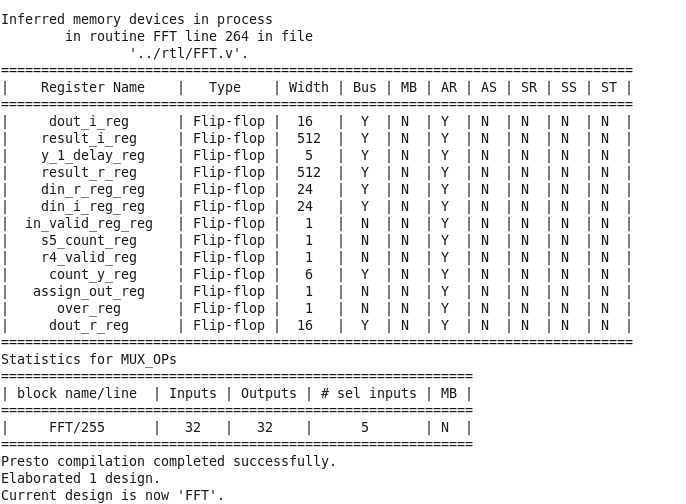 Inferred memory devices in process
        in routine FFT line 264 in file
                '../rtl/FFT.v'.
===============================================================================
|    Register Name    |   Type    | Width | Bus | MB | AR | AS | SR | SS | ST |
===============================================================================
|     dout_i_reg      | Flip-flop |  16   |  Y  | N  | Y  | N  | N  | N  | N  |
|    result_i_reg     | Flip-flop |  512  |  Y  | N  | Y  | N  | N  | N  | N  |
|    y_1_delay_reg    | Flip-flop |   5   |  Y  | N  | Y  | N  | N  | N  | N  |
|    result_r_reg     | Flip-flop |  512  |  Y  | N  | Y  | N  | N  | N  | N  |
|    din_r_reg_reg    | Flip-flop |  24   |  Y  | N  | Y  | N  | N  | N  | N  |
|    din_i_reg_reg    | Flip-flop |  24   |  Y  | N  | Y  | N  | N  | N  | N  |
|  in_valid_reg_reg   | Flip-flop |   1   |  N  | N  | Y  | N  | N  | N  | N  |
|    s5_count_reg     | Flip-flop |   1   |  N  | N  | Y  | N  | N  | N  | N  |
|    r4_valid_reg     | Flip-flop |   1   |  N  | N  | Y  | N  | N  | N  | N  |
|     count_y_reg     | Flip-flop |   6   |  Y  | N  | Y  | N  | N  | N  | N  |
|   assign_out_reg    | Flip-flop |   1   |  N  | N  | Y  | N  | N  | N  | N  |
|      over_reg       | Flip-flop |   1   |  N  | N  | Y  | N  | N  | N  | N  |
|     dout_r_reg      | Flip-flop |  16   |  Y  | N  | Y  | N  | N  | N  | N  |
===============================================================================
Statistics for MUX_OPs
===========================================================
| block name/line  | Inputs | Outputs | # sel inputs | MB |
===========================================================
|     FFT/255      |   32   |   32    |      5       | N  |
===========================================================
Presto compilation completed successfully.
Elaborated 1 design.
Current design is now 'FFT'.